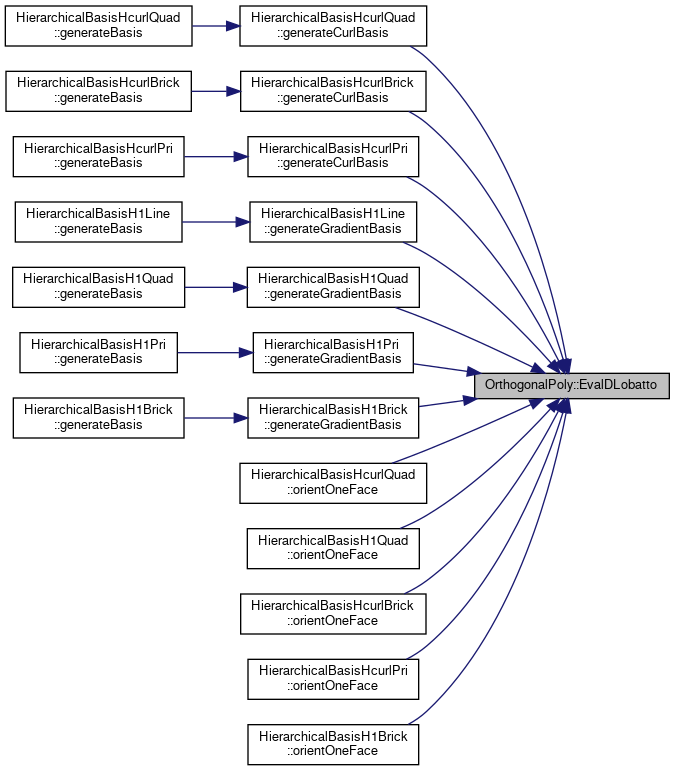 HierarchicalBasisHcurlQuad
::generateBasis
HierarchicalBasisHcurlQuad
::generateCurlBasis
HierarchicalBasisHcurlBrick
::generateBasis
HierarchicalBasisHcurlBrick
::generateCurlBasis
HierarchicalBasisHcurlPri
::generateBasis
HierarchicalBasisHcurlPri
::generateCurlBasis
HierarchicalBasisH1Line
::generateBasis
HierarchicalBasisH1Line
::generateGradientBasis
HierarchicalBasisH1Quad
::generateBasis
HierarchicalBasisH1Quad
::generateGradientBasis
HierarchicalBasisH1Pri
::generateBasis
HierarchicalBasisH1Pri
::generateGradientBasis
OrthogonalPoly::EvalDLobatto
HierarchicalBasisH1Brick
::generateBasis
HierarchicalBasisH1Brick
::generateGradientBasis
HierarchicalBasisHcurlQuad
::orientOneFace
HierarchicalBasisH1Quad
::orientOneFace
HierarchicalBasisHcurlBrick
::orientOneFace
HierarchicalBasisHcurlPri
::orientOneFace
HierarchicalBasisH1Brick
::orientOneFace